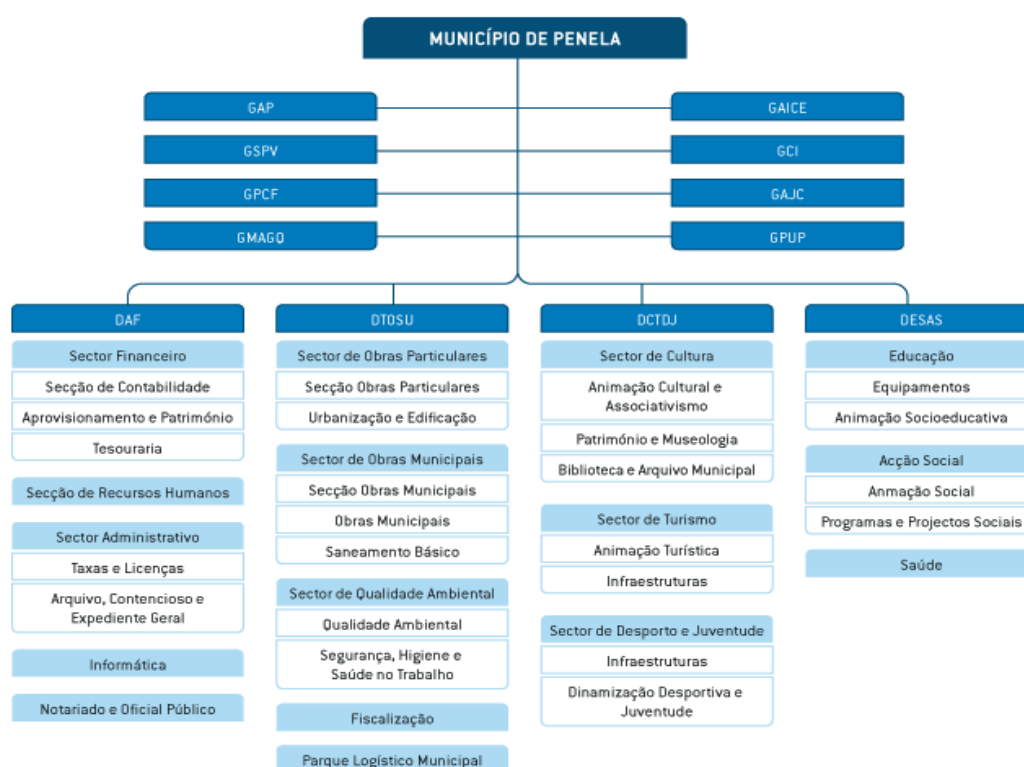 MUNICÍPIO DE PENELA
GAP
GAICE
GSPV
GCI
GPCF
GAJC
GMAGQ
GPUP
DAF
Sector Financeiro
Secção de Contabilidade
Aprovisionamento e Património
Tesouraria
Secção de Recursos Humanos
Sector Administrativo
Taxas e Licenças
Arquivo, Contencioso e
Expediente Geral
Informática
Notariado e Oficial Público
DTOSU
Sector de Obras Particulares
Secção Obras Particulares
Urbanização e Edificação
Sector de Obras Municipais
Secção Obras Municipais
Obras Municipais
Saneamento Básico
Sector de Qualidade Ambiental
Qualidade Ambiental
Segurança, Higiene e
Saúde no Trabalho
Fiscalização
Parque Logístico Municipal
DCTDJ
Sector de Cultura
Animação Cultural e
Associativismo
Património e Museologia
Biblioteca e Arquivo Municipal
Sector de Turismo
Animação Turística
Infraestruturas
Sector de Desporto e Juventude
Infraestruturas
Dinamização Desportiva e
Juventude
DESAS
Educação
Equipamentos
Animação Socioeducativa
Acção Social
Anmação Social
Programas e Projectos Sociais
Saúde